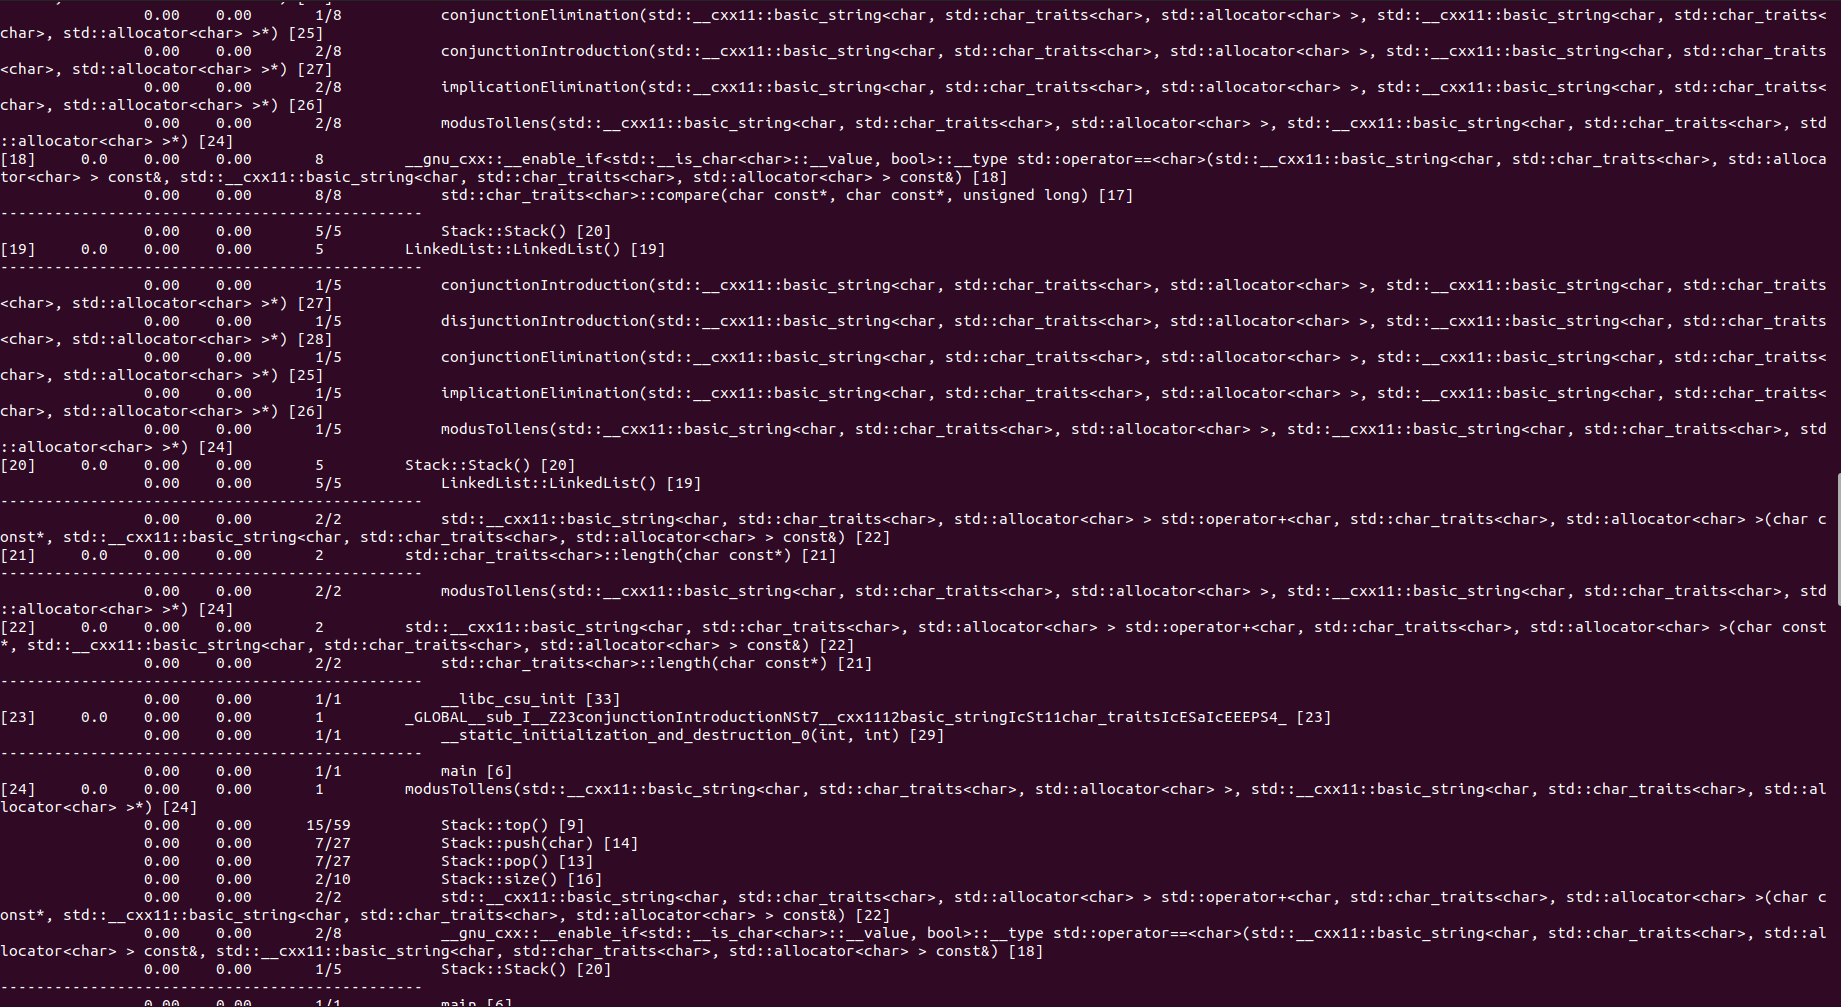 0.00 0.00 1/8 conjunctionElimination(std::__cxx11::basic_string<char, std::char_traits<char>, std::allocator<char> >, std::__cxx11::basic_string<char, std::char_traits<
char>, std::allocator<char> >*) [25]
0.00 0.00 2/8 conjunctionIntroduction(std::__cxx11::basic_string<char, std::char_traits<char>, std::allocator<char> >, std::__cxx11::basic_string<char, std::char_traits
<char>, std::allocator<char> >*) [27]
0.00 0.00 2/8 implicationElimination(std::__cxx11::basic_string<char, std::char_traits<char>, std::allocator<char> >, std::__cxx11::basic_string<char, std::char_traits<
char>, std::allocator<char> >*) [26]
0.00 0.00 2/8 modusTollens(std::__cxx11::basic_string<char, std::char_traits<char>, std::allocator<char> >, std::__cxx11::basic_string<char, std::char_traits<char>, std
::allocator<char> >*) [24]
[18] 0.0 0.00 0.00 8 __gnu_cxx::__enable_if<std::__is_char<char>::__value, bool>::__type std::operator==<char>(std::__cxx11::basic_string<char, std::char_traits<char>, std::alloca
tor<char> > const&, std::__cxx11::basic_string<char, std::char_traits<char>, std::allocator<char> > const&) [18]
0.00 0.00 8/8 std::char_traits<char>::compare(char const*, char const*, unsigned long) [17]
-----------------------------------------------
0.00 0.00 5/5 Stack::Stack() [20]
[19] 0.0 0.00 0.00 5 LinkedList::LinkedList() [19]
-----------------------------------------------
0.00 0.00 1/5 conjunctionIntroduction(std::__cxx11::basic_string<char, std::char_traits<char>, std::allocator<char> >, std::__cxx11::basic_string<char, std::char_traits
<char>, std::allocator<char> >*) [27]
0.00 0.00 1/5 disjunctionIntroduction(std::__cxx11::basic_string<char, std::char_traits<char>, std::allocator<char> >, std::__cxx11::basic_string<char, std::char_traits
<char>, std::allocator<char> >*) [28]
0.00 0.00 1/5 conjunctionElimination(std::__cxx11::basic_string<char, std::char_traits<char>, std::allocator<char> >, std::__cxx11::basic_string<char, std::char_traits<
char>, std::allocator<char> >*) [25]
0.00 0.00 1/5 implicationElimination(std::__cxx11::basic_string<char, std::char_traits<char>, std::allocator<char> >, std::__cxx11::basic_string<char, std::char_traits<
char>, std::allocator<char> >*) [26]
0.00 0.00 1/5 modusTollens(std::__cxx11::basic_string<char, std::char_traits<char>, std::allocator<char> >, std::__cxx11::basic_string<char, std::char_traits<char>, std
::allocator<char> >*) [24]
[20] 0.0 0.00 0.00 5 Stack::Stack() [20]
0.00 0.00 5/5 LinkedList::LinkedList() [19]
-----------------------------------------------
0.00 0.00 2/2 std::__cxx11::basic_string<char, std::char_traits<char>, std::allocator<char> > std::operator+<char, std::char_traits<char>, std::allocator<char> >(char c
onst*, std::__cxx11::basic_string<char, std::char_traits<char>, std::allocator<char> > const&) [22]
[21] 0.0 0.00 0.00 2 std::char_traits<char>::length(char const*) [21]
-----------------------------------------------
0.00 0.00 2/2 modusTollens(std::__cxx11::basic_string<char, std::char_traits<char>, std::allocator<char> >, std::__cxx11::basic_string<char, std::char_traits<char>, std
::allocator<char> >*) [24]
[22] 0.0 0.00 0.00 2 std::__cxx11::basic_string<char, std::char_traits<char>, std::allocator<char> > std::operator+<char, std::char_traits<char>, std::allocator<char> >(char const
*, std::__cxx11::basic_string<char, std::char_traits<char>, std::allocator<char> > const&) [22]
0.00 0.00 2/2 std::char_traits<char>::length(char const*) [21]
-----------------------------------------------
0.00 0.00 1/1 __libc_csu_init [33]
[23] 0.0 0.00 0.00 1 _GLOBAL__sub_I__Z23conjunctionIntroductionNSt7__cxx1112basic_stringIcSt11char_traitsIcESaIcEEEPS4_ [23]
0.00 0.00 1/1 __static_initialization_and_destruction_0(int, int) [29]
-----------------------------------------------
0.00 0.00 1/1 main [6]
[24] 0.0 0.00 0.00 1 modusTollens(std::__cxx11::basic_string<char, std::char_traits<char>, std::allocator<char> >, std::__cxx11::basic_string<char, std::char_traits<char>, std::al
locator<char> >*) [24]
0.00 0.00 15/59 Stack::top() [9]
0.00 0.00 7/27 Stack::push(char) [14]
0.00 0.00 7/27 Stack::pop() [13]
0.00 0.00 2/10 Stack::size() [16]
0.00 0.00 2/2 std::__cxx11::basic_string<char, std::char_traits<char>, std::allocator<char> > std::operator+<char, std::char_traits<char>, std::allocator<char> >(char c
onst*, std::__cxx11::basic_string<char, std::char_traits<char>, std::allocator<char> > const&) [22]
0.00 0.00 2/8 __gnu_cxx::__enable_if<std::__is_char<char>::__value, bool>::__type std::operator==<char>(std::__cxx11::basic_string<char, std::char_traits<char>, std::al
locator<char> > const&, std::__cxx11::basic_string<char, std::char_traits<char>, std::allocator<char> > const&) [18]
0.00 0.00 1/5 Stack::Stack() [20]
-----------------------------------------------
0.00 0.00 1/1 main [6]